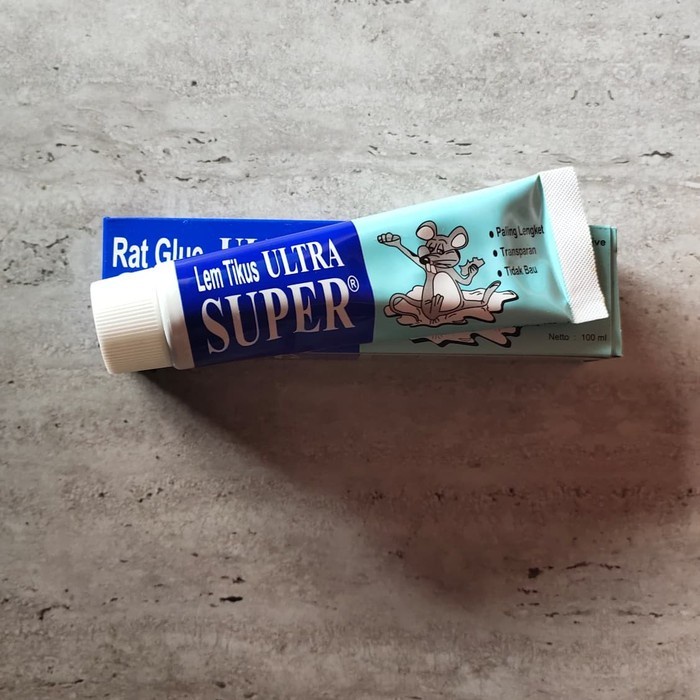 Rat Glue
Lem Tikus ULTRA
SUPER®
• Paling Lengket
• Transparan
• Tidak Bau
Netto : 100 ml